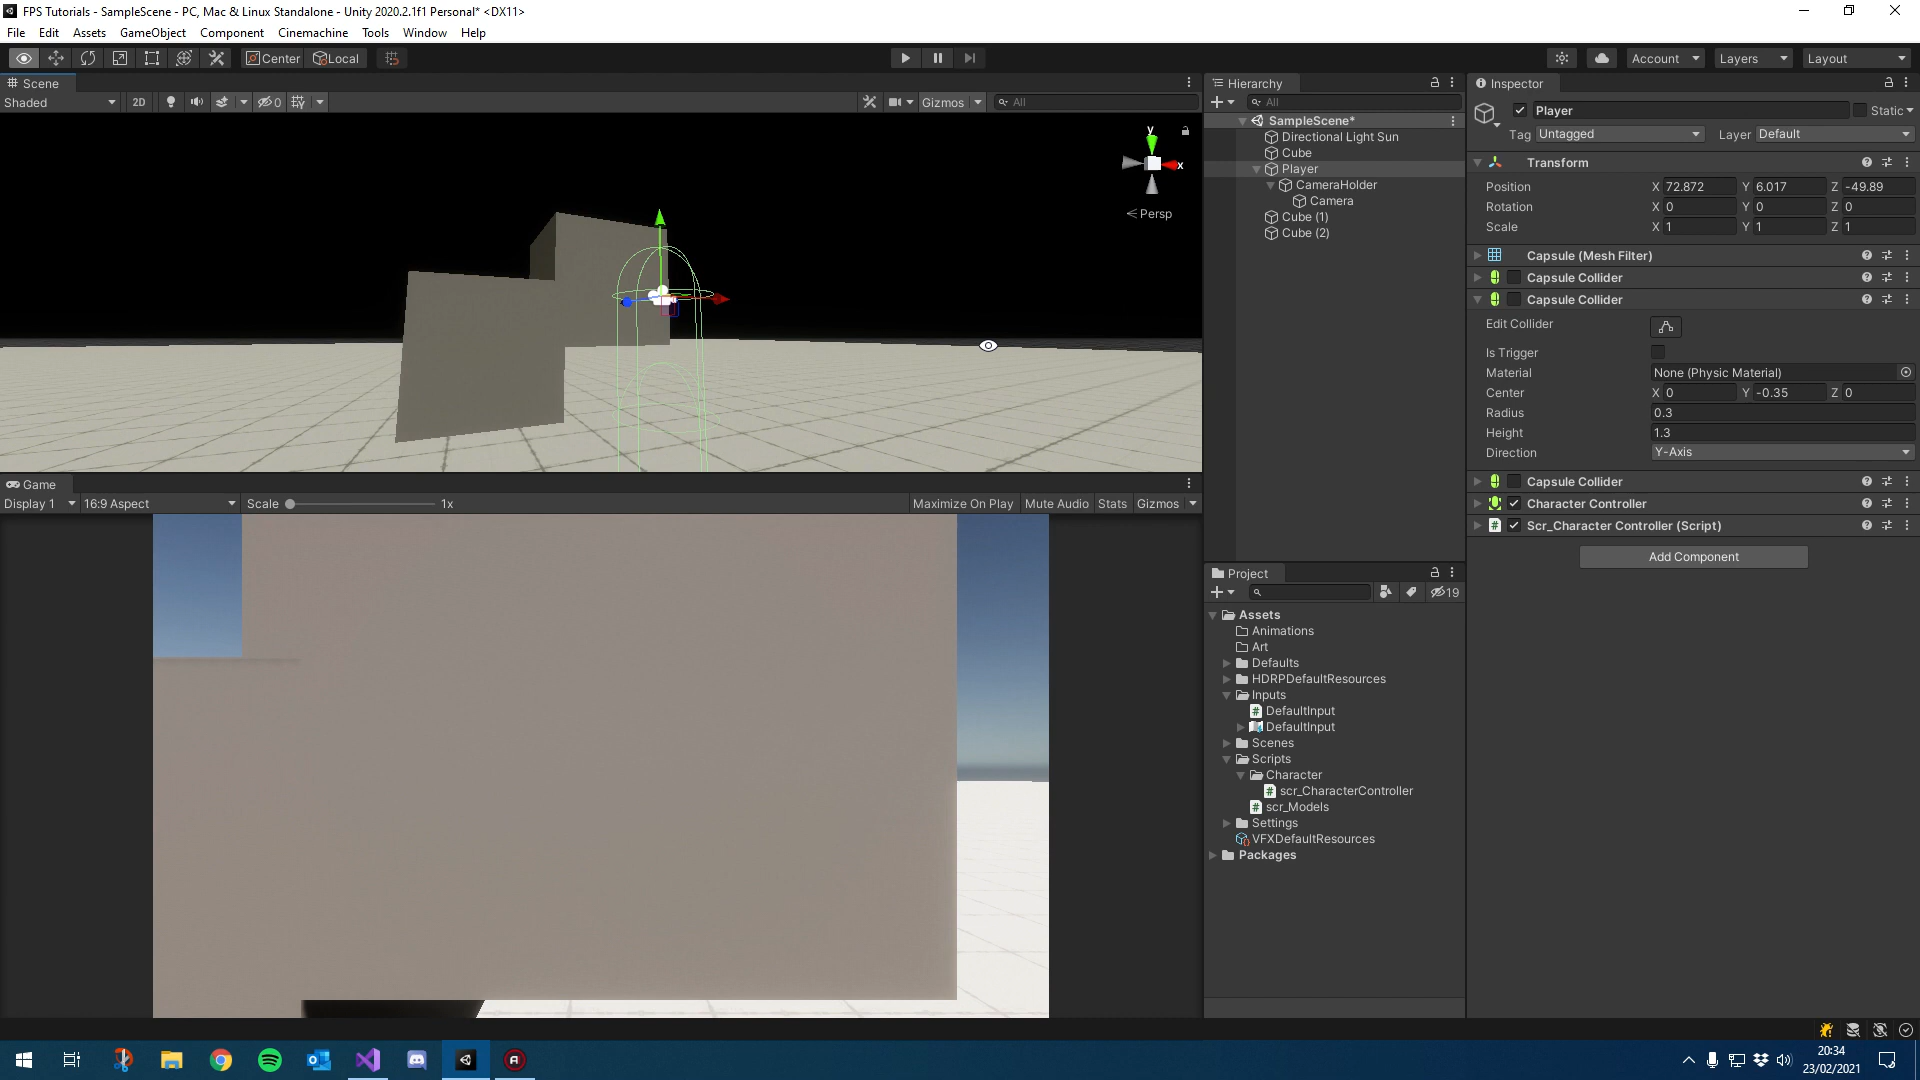 FPS Tutorials - SampleScene - PC, Mac & Linux Standalone - Unity 2020.2.1f1 Personal* <DX11>
File Edit Assets GameObject Component Cinemachine Tools Window Help
Center Local
Account Layers Layout
Scene
Shaded 2D 0 Gizmos All
y
x
Persp
Game
Display 1 16:9 Aspect Scale 1x Maximize On Play Mute Audio Stats Gizmos
Hierarchy
All
SampleScene*
Directional Light Sun
Cube
Player
CameraHolder
Camera
Cube (1)
Cube (2)
Project
19
Assets
Animations
Art
Defaults
HDRPDefaultResources
Inputs
DefaultInput
DefaultInput
Scenes
Scripts
Character
scr_CharacterController
scr_Models
Settings
VFXDefaultResources
Packages
Inspector
Player Static
Tag Untagged Layer Default
Transform
Position X 72.872 Y 6.017 Z -49.89
Rotation X 0 Y 0 Z 0
Scale X 1 Y 1 Z 1
Capsule (Mesh Filter)
Capsule Collider
Capsule Collider
Edit Collider
Is Trigger
Material None (Physic Material)
Center X 0 Y -0.35 Z 0
Radius 0.3
Height 1.3
Direction Y-Axis
Capsule Collider
Character Controller
Scr_Character Controller (Script)
Add Component
20:34
23/02/2021